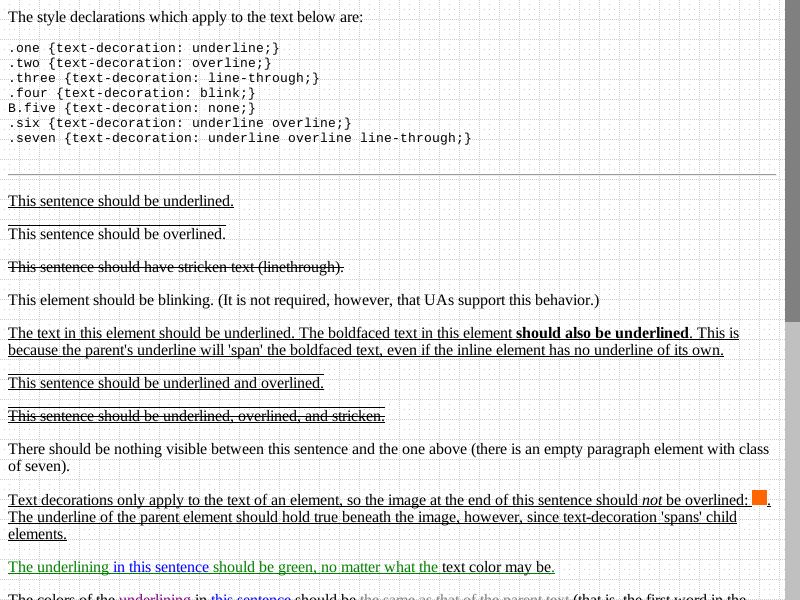 The style declarations which apply to the text below are:
.one {text-decoration: underline;}
.two {text-decoration: overline;}
.three {text-decoration: line-through;}
.four {text-decoration: blink;}
B.five {text-decoration: none;}
.six {text-decoration: underline overline;}
.seven {text-decoration: underline overline line-through;}
This sentence should be underlined.
This sentence should be overlined.
This sentence should have stricken text (linethrough).
This element should be blinking. (It is not required, however, that UAs support this behavior.)
The text in this element should be underlined. The boldfaced text in this element should also be underlined. This is
because the parent's underline will 'span' the boldfaced text, even if the inline element has no underline of its own.
This sentence should be underlined and overlined.
This sentence should be underlined, overlined, and stricken.
There should be nothing visible between this sentence and the one above (there is an empty paragraph element with class
of seven).
Text decorations only apply to the text of an element, so the image at the end of this sentence should not be overlined: .
The underline of the parent element should hold true beneath the image, however, since text-decoration 'spans' child
elements.
The underlining in this sentence should be green, no matter what the text color may be.
The colors of the underlining in this sentence should be the same as that of the parent text (that is, the first word in the